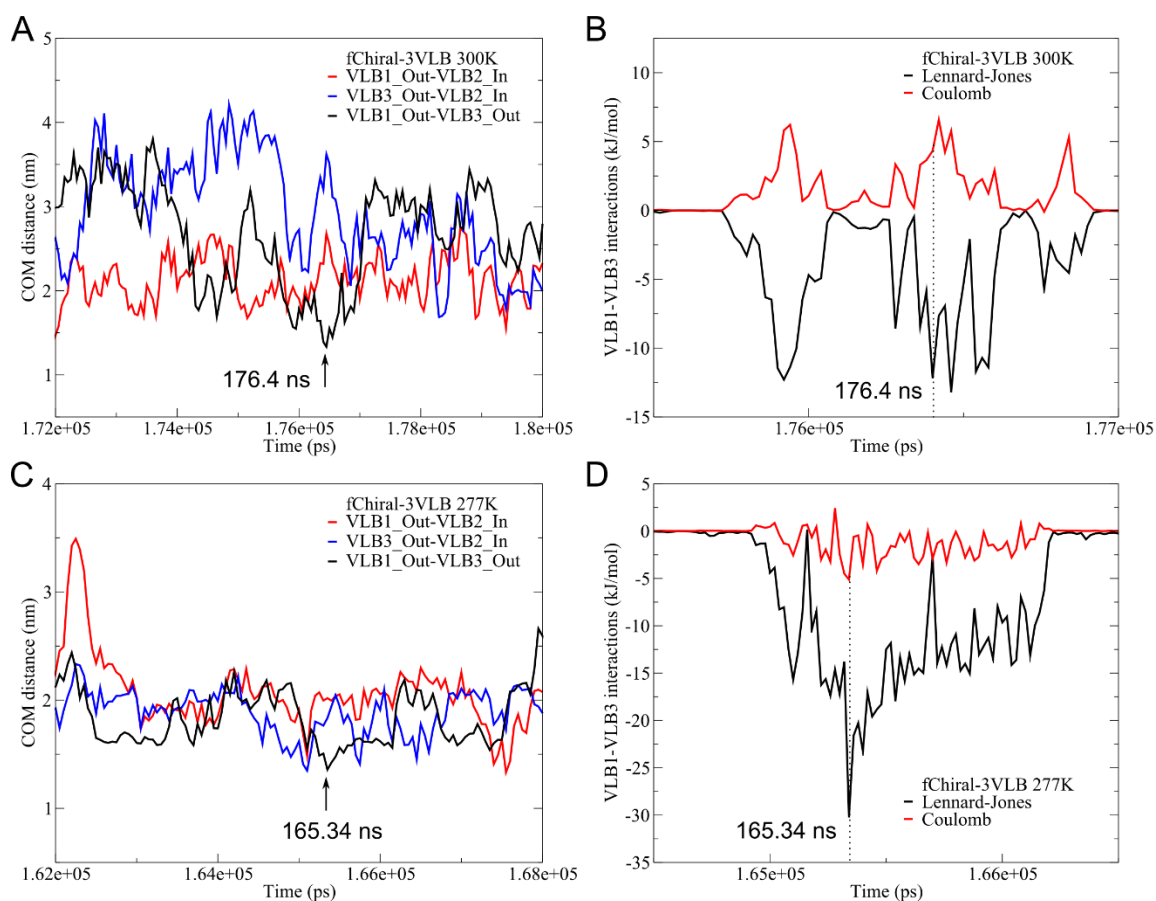 A
COM distance (nm)
5
4
3
2
1
fChiral-3VLB 300K
VLB1_Out-VLB2_In
VLB3_Out-VLB2_In
VLB1_Out-VLB3_Out
176.4 ns
1.72e+05 1.74e+05 1.76e+05 1.78e+05 1.8e+05
Time (ps)
B
VLB1-VLB3 interactions (kJ/mol)
10
5
0
-5
-10
-15
fChiral-3VLB 300K
Lennard-Jones
Coulomb
176.4 ns
1.76e+05 1.77e+05
Time (ps)
C
COM distance (nm)
4
3
2
1
fChiral-3VLB 277K
VLB1_Out-VLB2_In
VLB3_Out-VLB2_In
VLB1_Out-VLB3_Out
165.34 ns
1.62e+05 1.64e+05 1.66e+05 1.68e+05
Time (ps)
D
VLB1-VLB3 interactions (kJ/mol)
5
0
-5
-10
-15
-20
-25
-30
-35
fChiral-3VLB 277K
Lennard-Jones
Coulomb
165.34 ns
1.65e+05 1.66e+05
Time (ps)